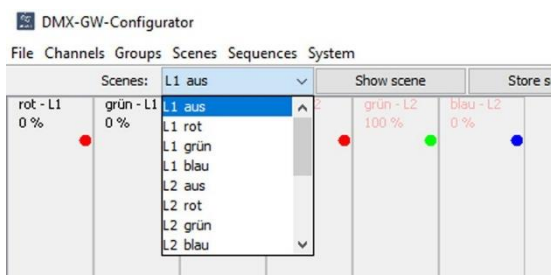 DMX-GW-Configurator
File Channels Groups Scenes Sequences System
Scenes: L1 aus Show scene Store s
rot - L1 grün - L1 2 grün - L2 blau - L2
0 % 0 % 100 % 0 %
L1 aus
L1 rot
L1 grün
L1 blau
L2 aus
L2 rot
L2 grün
L2 blau